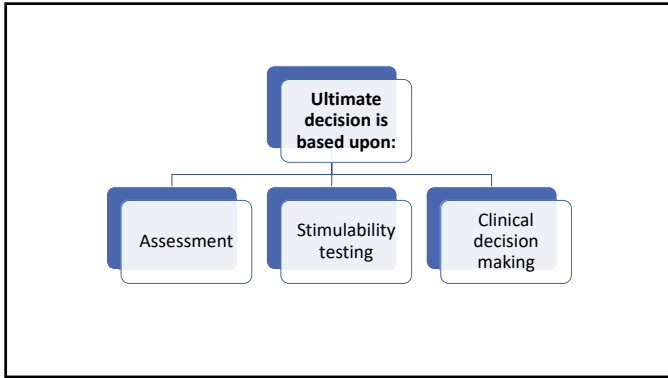 Ultimate
decision is
based upon:
Assessment
Stimulability
testing
Clinical
decision
making